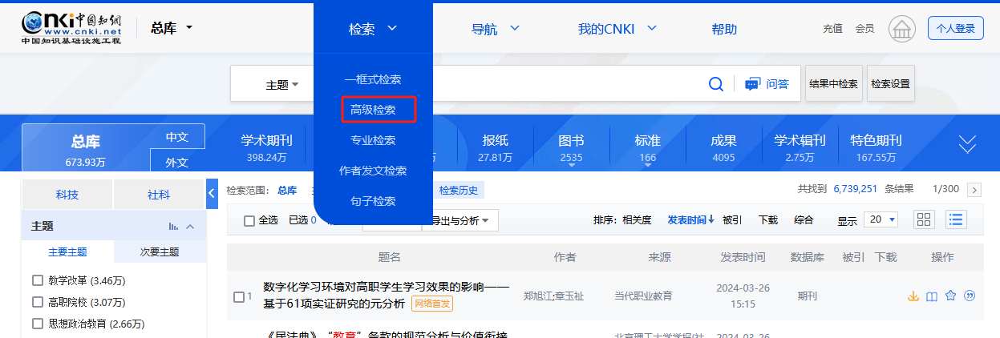 cnki 中国知網
www.cnki.net
中国知识基础设施工程
总库
检索
导航
我的CNKI
帮助
充值
会员
个人登录
一框式检索
高级检索
专业检索
作者发文检索
句子检索
主题
问答
结果中检索
检索设置
总库
673.93万
中文
外文
学术期刊
398.24万
万
报纸
27.81万
图书
2535
标准
166
成果
4095
学术辑刊
2.75万
特色期刊
167.55万
科技
社科
检索范围：
总库
检索历史
共找到 6,739,251 条结果
1/300
主题
全选
已选 0
导出与分析
排序：
相关度
发表时间↓
被引
下载
综合
显示 20
主要主题
次要主题
教学改革 (3.46万)
高职院校 (3.07万)
思想政治教育 (2.66万)
题名
作者
来源
发表时间
数据库
被引
下载
操作
1
数字化学习环境对高职学生学习效果的影响——
基于61项实证研究的元分析
网络首发
郑旭江;章玉祉
当代职业教育
2024-03-26
15:15
期刊
《民法典》“教育”条款的规范分析与价值衔接
北京理工大学学报(社
2024-03-26